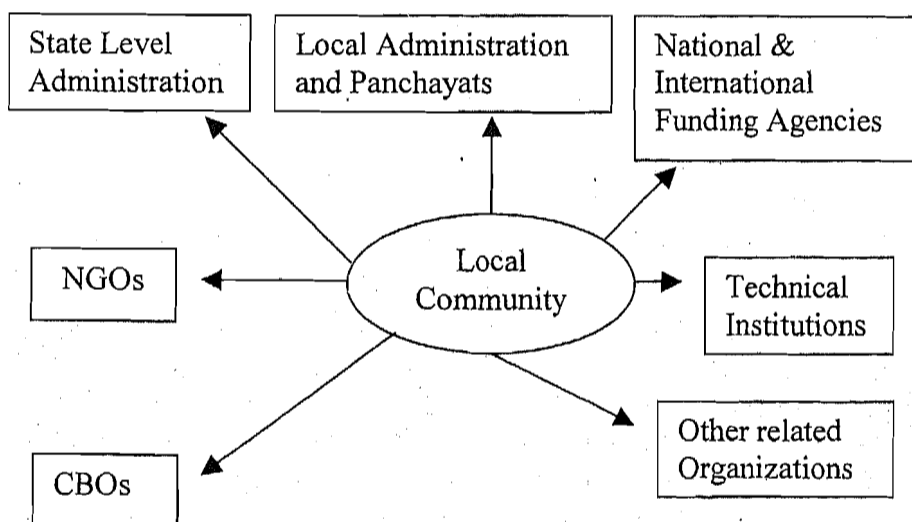 State Level
Administration
Local Administration
and Panchayats
National &
International
Funding Agencies
NGOs
Local
Community
Technical
Institutions
CBOs
Other related
Organizations